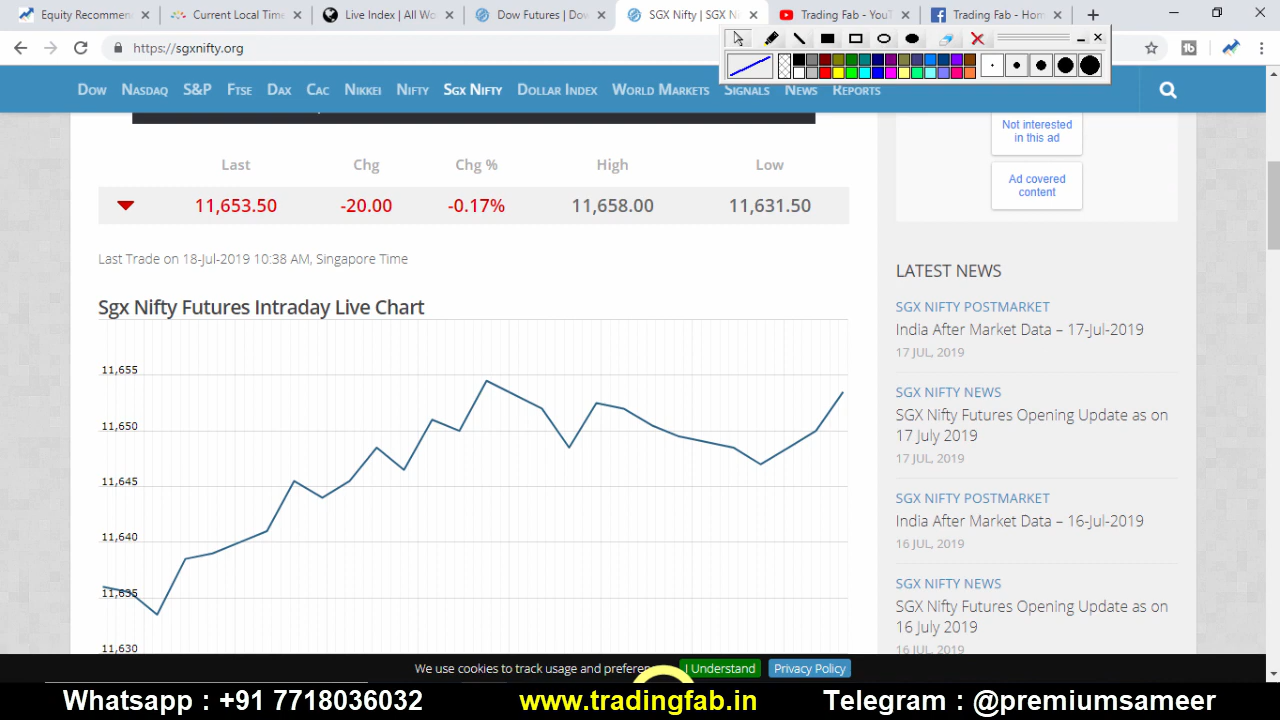 Equity Recommen
Current Local Time
Live Index | All Wo
Dow Futures | Dow
SGX Nifty | SGX N
Trading Fab - YouT
Trading Fab - Hom
https://sgxnifty.org
Dow Nasdaq S&P Ftse Dax Cac Nikkei Nifty Sgx Nifty Dollar Index World Markets Signals News Reports
Not interested
in this ad
Ad covered
content
Last Chg Chg % High Low
11,653.50 -20.00 -0.17% 11,658.00 11,631.50
Last Trade on 18-Jul-2019 10:38 AM, Singapore Time
Sgx Nifty Futures Intraday Live Chart
11,655
11,650
11,645
11,640
11,635
11,630
LATEST NEWS
SGX NIFTY POSTMARKET
India After Market Data – 17-Jul-2019
17 JUL, 2019
SGX NIFTY NEWS
SGX Nifty Futures Opening Update as on
17 July 2019
17 JUL, 2019
SGX NIFTY POSTMARKET
India After Market Data – 16-Jul-2019
16 JUL, 2019
SGX NIFTY NEWS
SGX Nifty Futures Opening Update as on
16 July 2019
16 JUL, 2019
We use cookies to track usage and preferen I Understand Privacy Policy
Whatsapp : +91 7718036032 www.tradingfab.in Telegram : @premiumsameer